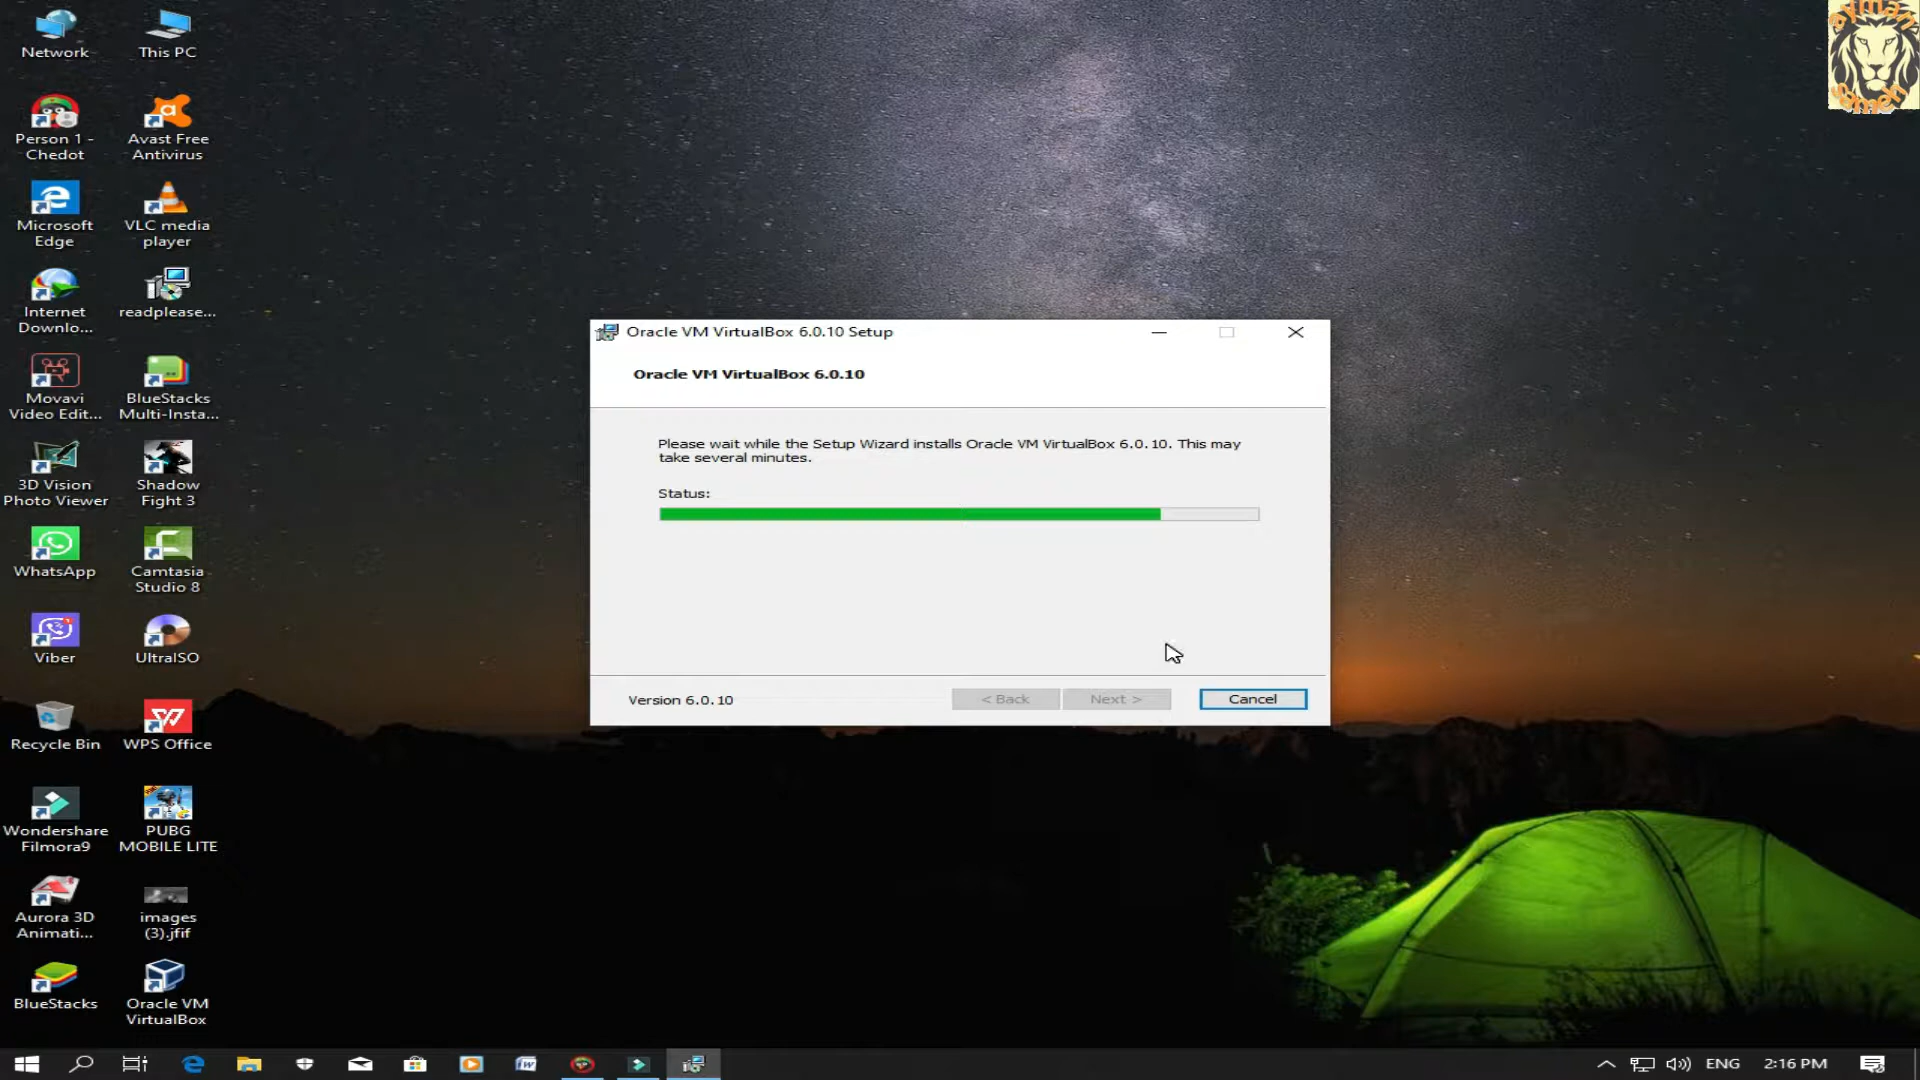 Network
This PC
ayman
sameh
Person 1 -
Chedot
Avast Free
Antivirus
Microsoft
Edge
VLC media
player
Internet
Downlo...
readplease...
Movavi
Video Edit...
BlueStacks
Multi-Insta...
3D Vision
Photo Viewer
Shadow
Fight 3
WhatsApp
Camtasia
Studio 8
Viber
UltraISO
Recycle Bin
WPS Office
Wondershare
Filmora9
PUBG
MOBILE LITE
Aurora 3D
Animati...
images
(3).jfif
BlueStacks
Oracle VM
VirtualBox
Oracle VM VirtualBox 6.0.10 Setup
Oracle VM VirtualBox 6.0.10
Please wait while the Setup Wizard installs Oracle VM VirtualBox 6.0.10. This may
take several minutes.
Status:
Version 6.0.10
< Back
Next >
Cancel
ENG
2:16 PM